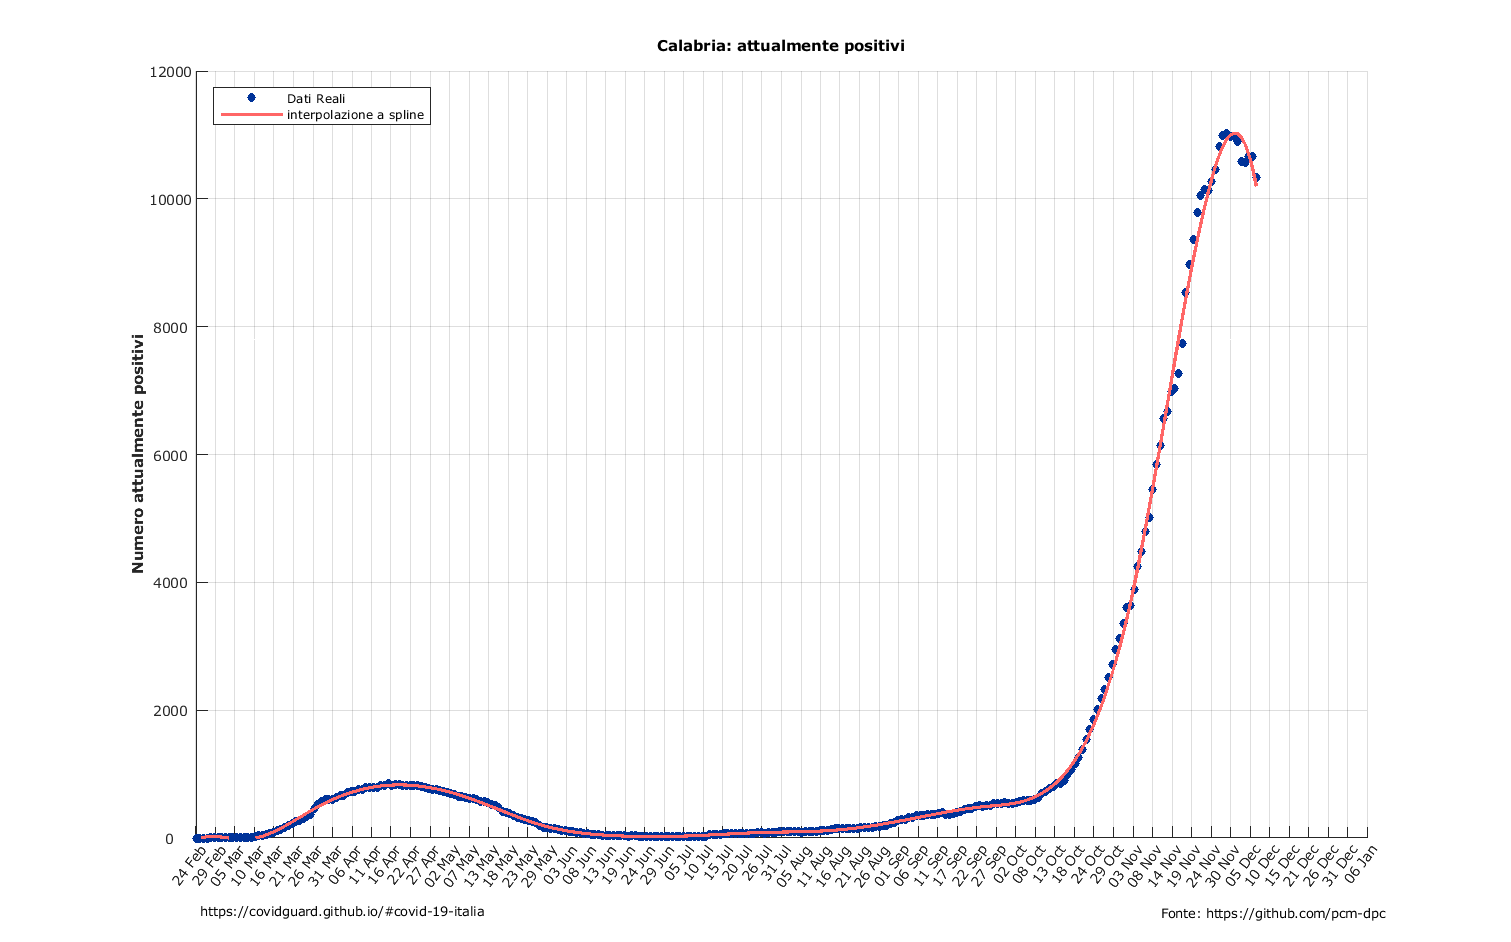 Calabria: attualmente positivi
12000
10000
8000
6000
4000
2000
0
Numero attualmente positivi
Dati Reali
interpolazione a spline
24 Feb
29 Feb
05 Mar
10 Mar
16 Mar
21 Mar
26 Mar
31 Mar
06 Apr
11 Apr
16 Apr
22 Apr
27 Apr
02 May
07 May
13 May
18 May
23 May
29 May
03 Jun
08 Jun
13 Jun
19 Jun
24 Jun
29 Jun
05 Jul
10 Jul
15 Jul
20 Jul
26 Jul
31 Jul
05 Aug
11 Aug
16 Aug
21 Aug
26 Aug
01 Sep
06 Sep
11 Sep
17 Sep
22 Sep
27 Sep
02 Oct
08 Oct
13 Oct
18 Oct
24 Oct
29 Oct
03 Nov
08 Nov
14 Nov
19 Nov
24 Nov
30 Nov
05 Dec
10 Dec
15 Dec
21 Dec
26 Dec
31 Dec
06 Jan
https://covidguard.github.io/#covid-19-italia
Fonte: https://github.com/pcm-dpc